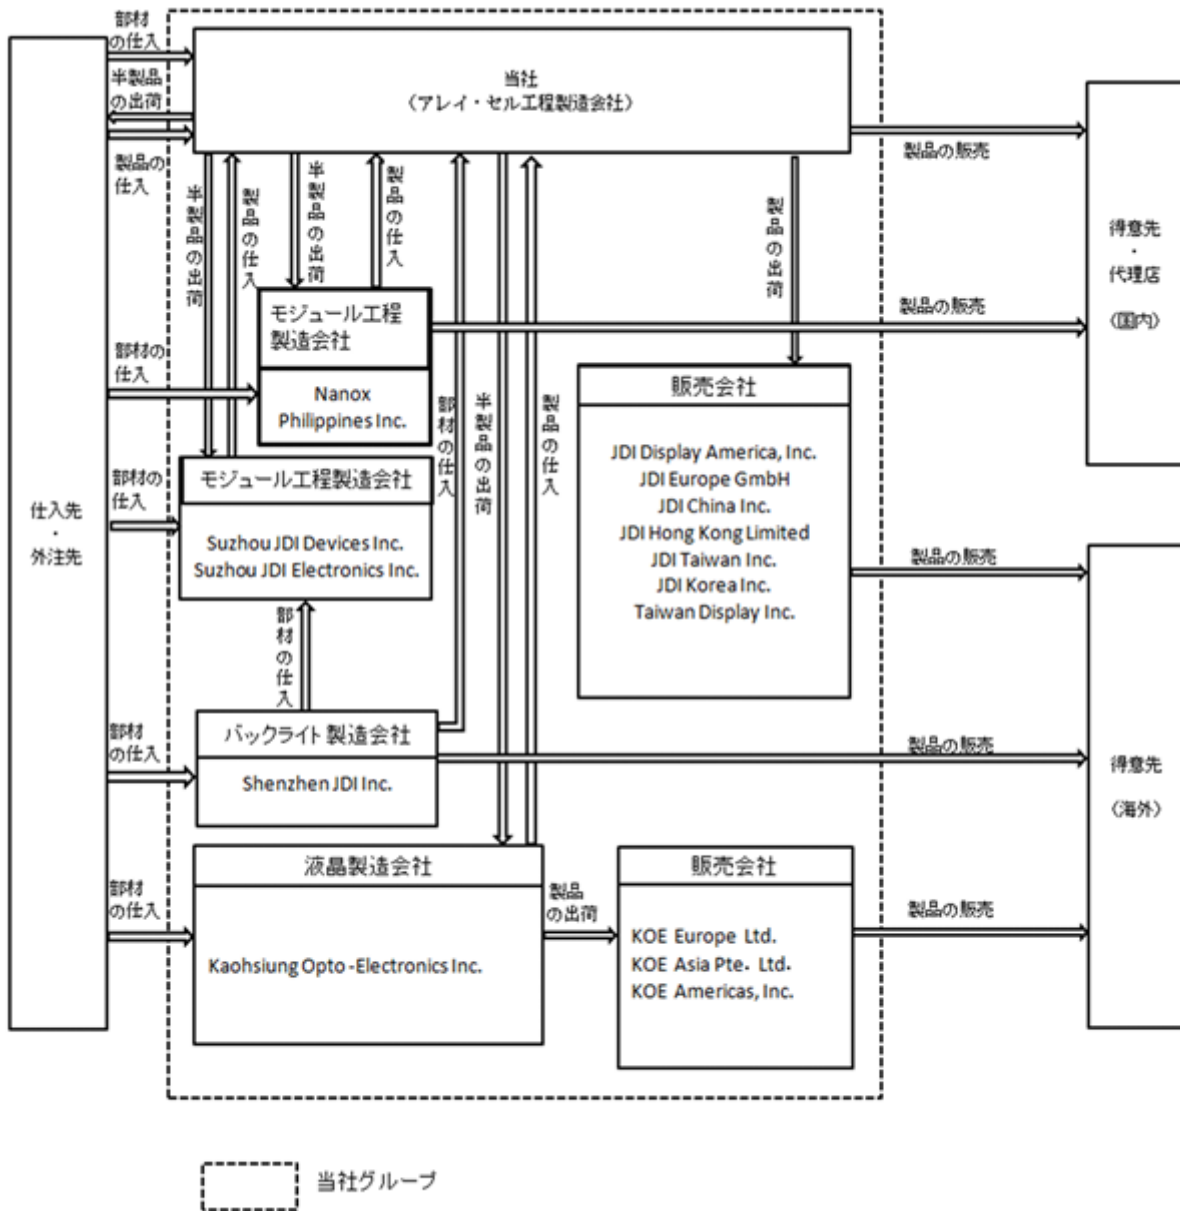 部材
の仕入
半製品
の出荷
製品の
仕入
当社
〈アレイ・セル工程製造会社〉
製品の販売
半製品の出荷
製品の仕入
半製品の出荷
製品の仕入
製品の出荷
得意先
・
代理店
〈国内〉
モジュール工程
製造会社
Nanox
Philippines Inc.
製品の販売
部材の
仕入
部材の仕入
半製品の出荷
製品の仕入
販売会社
JDI Display America, Inc.
JDI Europe GmbH
JDI China Inc.
JDI Hong Kong Limited
JDI Taiwan Inc.
JDI Korea Inc.
Taiwan Display Inc.
製品の販売
仕入先
・
外注先
部材の
仕入
モジュール工程製造会社
Suzhou JDI Devices Inc.
Suzhou JDI Electronics Inc.
部材の仕入
部材
の仕入
バックライト製造会社
Shenzhen JDI Inc.
製品の販売
得意先
〈海外〉
部材
の仕入
液晶製造会社
Kaohsiung Opto-Electronics Inc.
製品
の出荷
販売会社
KOE Europe Ltd.
KOE Asia Pte. Ltd.
KOE Americas, Inc.
製品の販売
当社グループ